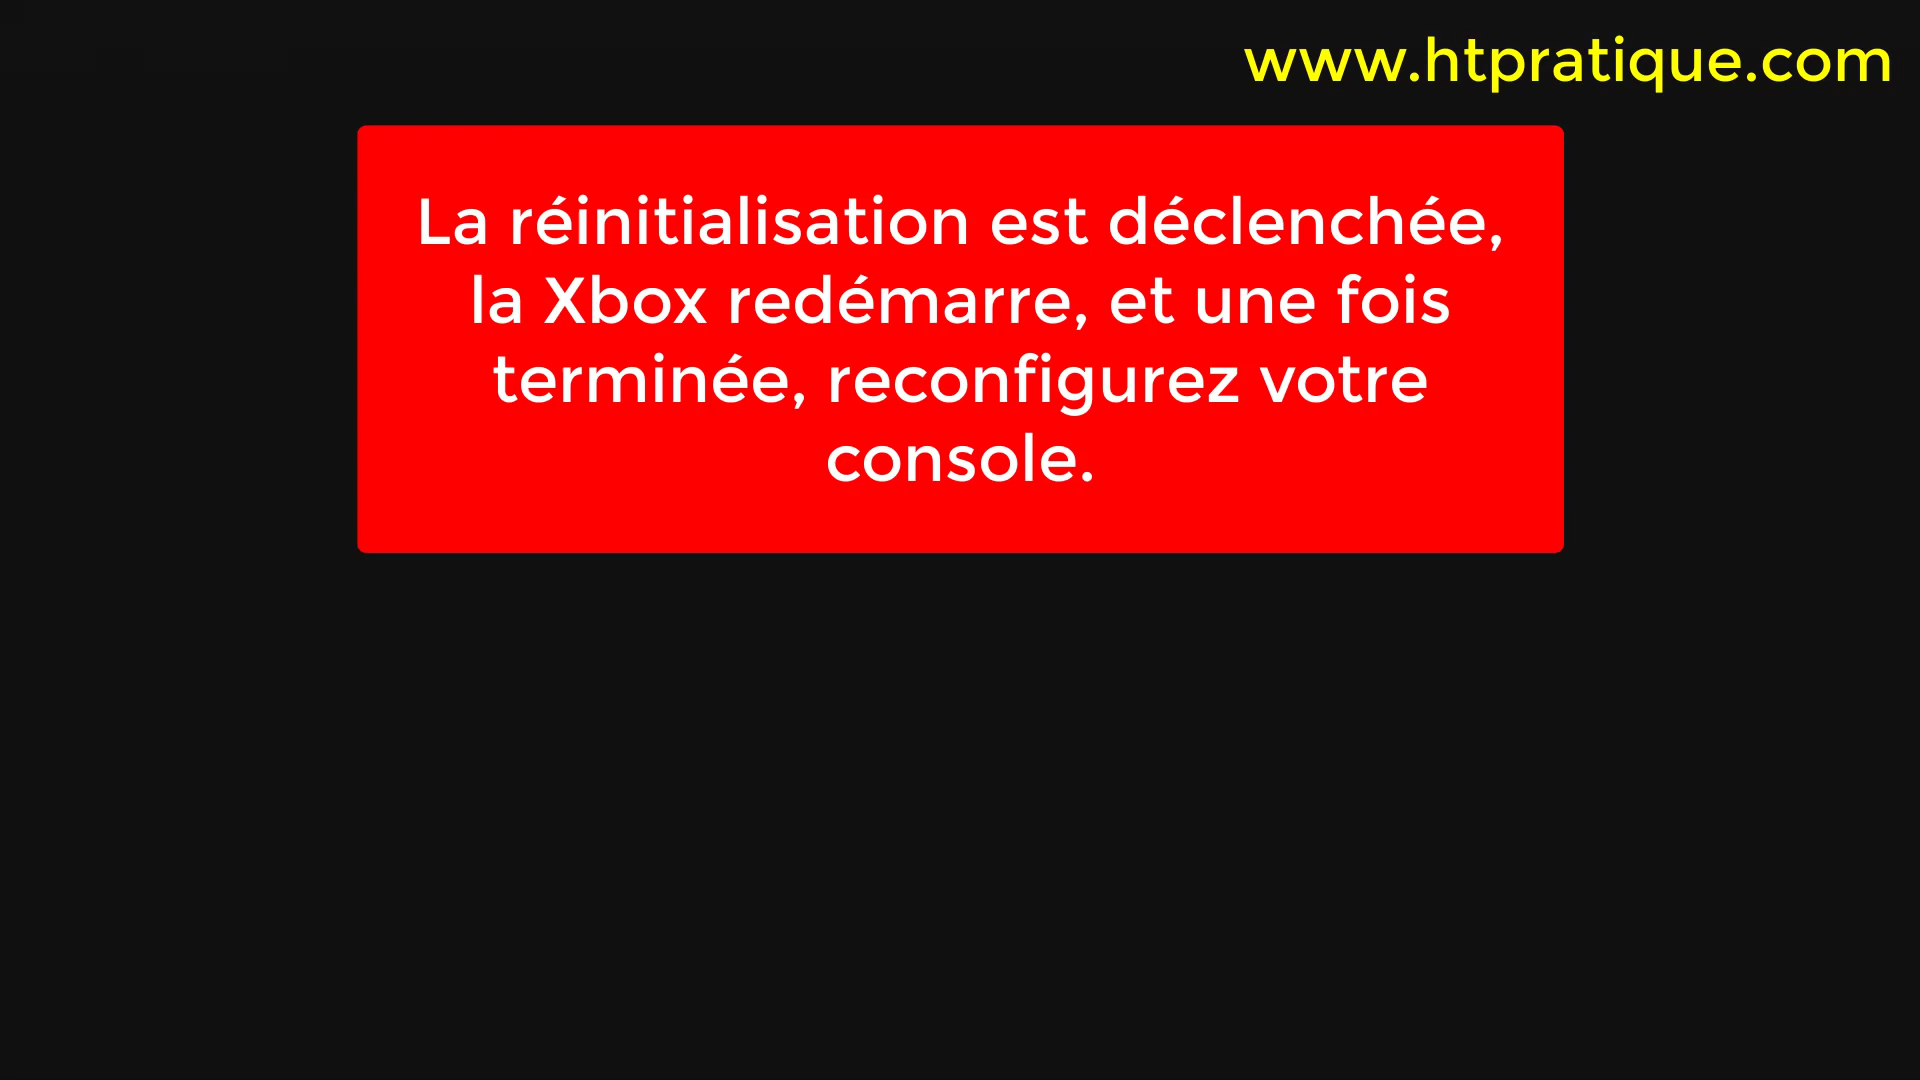 www.htpratique.com
La réinitialisation est déclenchée,
la Xbox redémarre, et une fois
terminée, reconfigurez votre
console.